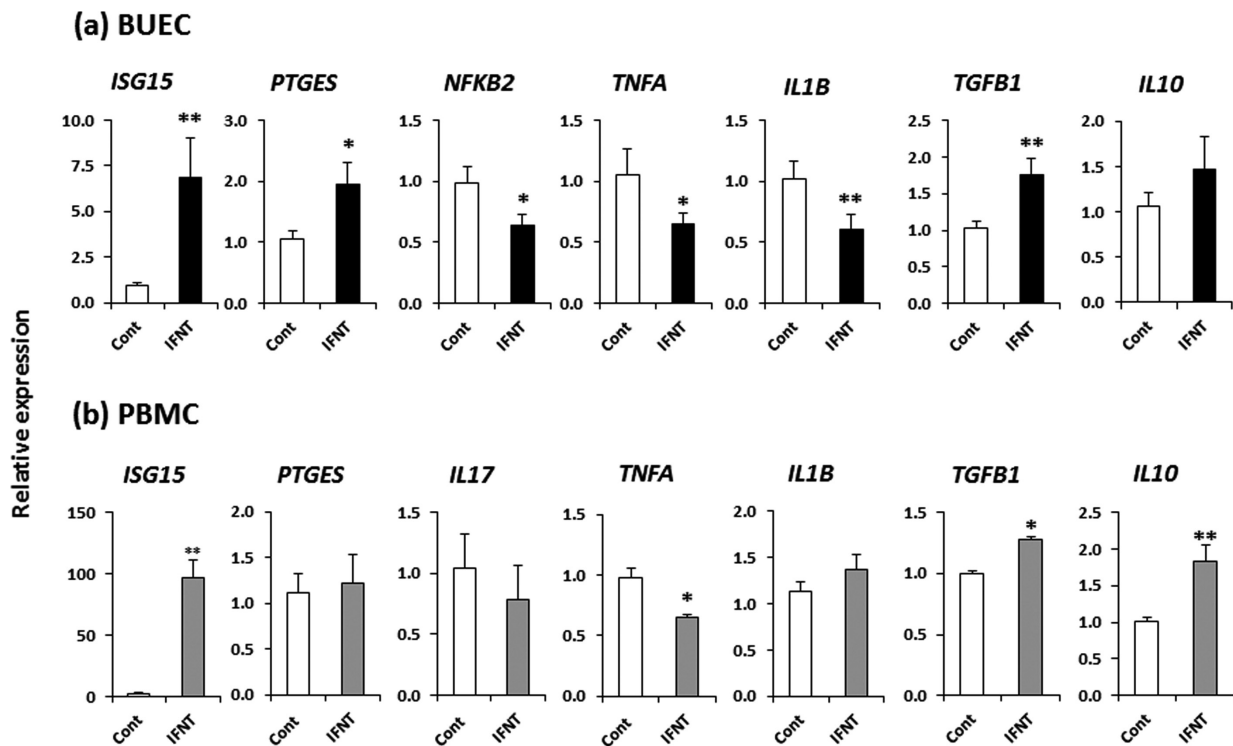 (a) BUEC
ISG15 PTGES NFKB2 TNFA IL1B TGFB1 IL10
** * * * ** **
10.0 3.0 1.5 1.5 1.5 2.5 2.0
7.5 2.0 1.0 1.0 1.0 2.0 1.5
5.0 1.0 0.5 0.5 0.5 1.5 1.0
2.5 0.0 0.0 0.0 0.0 1.0 0.5
0.0 0.5 0.0
0.0
Cont IFNT Cont IFNT Cont IFNT Cont IFNT Cont IFNT Cont IFNT Cont IFNT
Relative expression
(b) PBMC
ISG15 PTGES IL17 TNFA IL1B TGFB1 IL10
** * * **
150 2.0 1.5 1.5 2.0 1.5 2.5
100 1.5 1.0 1.0 1.5 1.0 2.0
50 1.0 0.5 0.5 1.0 0.5 1.5
0 0.5 0.0 0.0 0.5 0.0 1.0
0.0 0.0 0.5
0.0
Cont IFNT Cont IFNT Cont IFNT Cont IFNT Cont IFNT Cont IFNT Cont IFNT